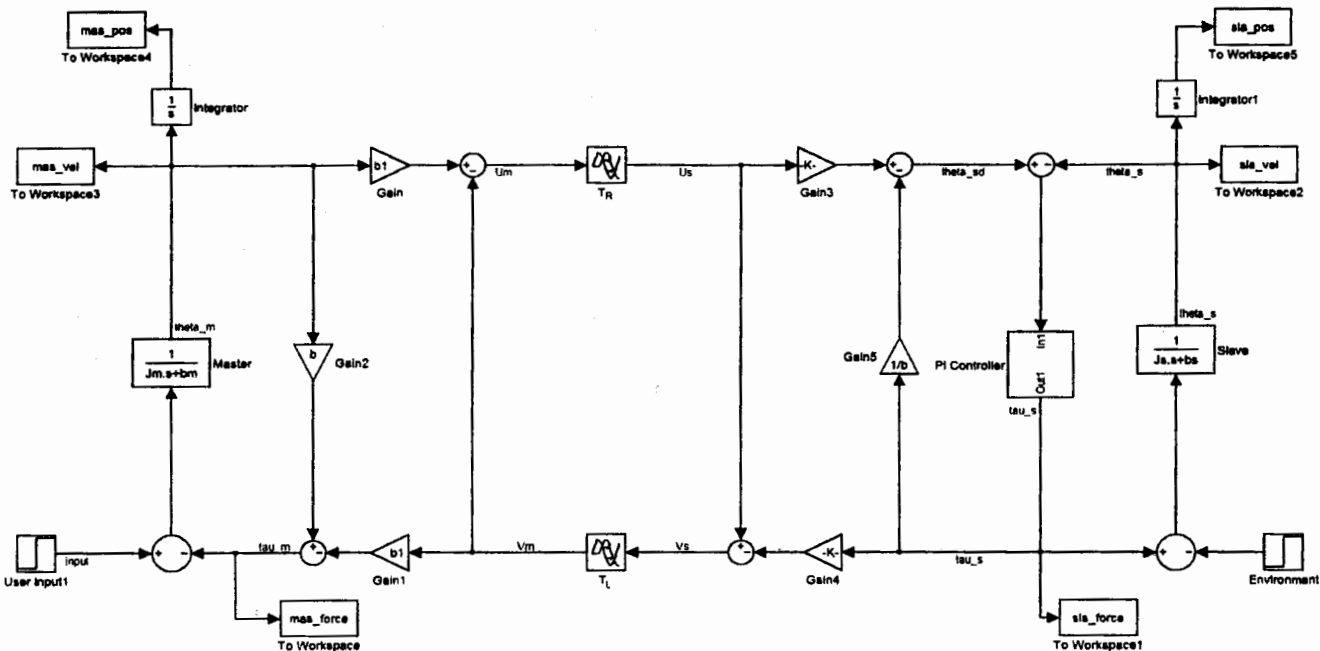 mas_pos
To Workspace4
sla_pos
To Workspace5
1
s
Integrator
1
s
Integrator1
mas_vel
To Workspace3
b1
Gain
+
-
Um
T_R
Us
-K-
Gain3
+
-
theta_sd
+
-
theta_s
sla_vel
To Workspace2
theta_m
1
Jm.s+bm
Master
b
Gain2
1/b
Gain5
In1
Out1
PI Controller
tau_s
theta_s
1
Js.s+bs
Slave
User Input1
input
+
-
tau_m
+
-
b1
Gain1
Vm
T_L
Vs
+
-
-K-
Gain4
tau_s
+
-
Environment
mas_force
To Workspace
sla_force
To Workspace1